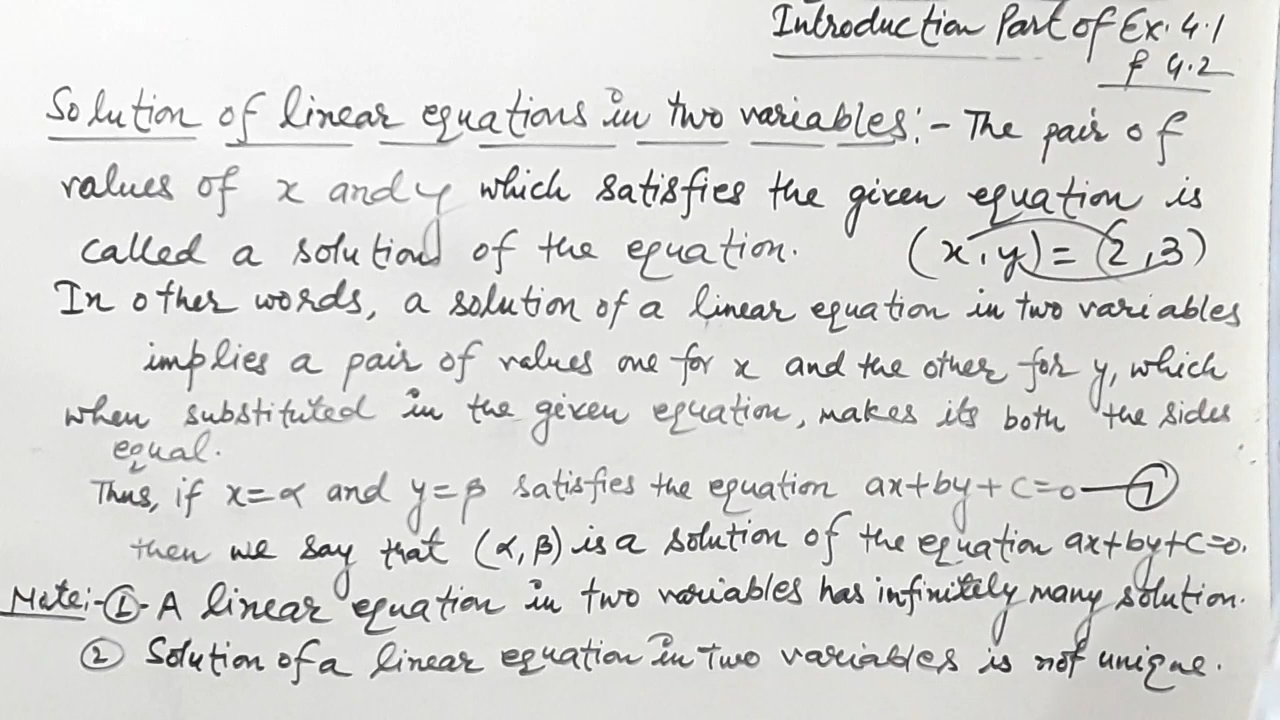 Introduction Part of Ex. 4.1
& 4.2
Solution of linear equations in two variables:- The pair of
values of x and y which satisfies the given equation is
called a solution of the equation. (x,y) = (2,3)
In other words, a solution of a linear equation in two variables
implies a pair of values one for x and the other for y, which
when substituted in the given equation, makes its both the sides
equal.
Thus, if x=α and y=β satisfies the equation ax+by+c=0 — ①
then we say that (α, β) is a solution of the equation ax+by+c=0.
Note:- ①- A linear equation in two variables has infinitely many solution.
② Solution of a linear equation in two variables is not unique.